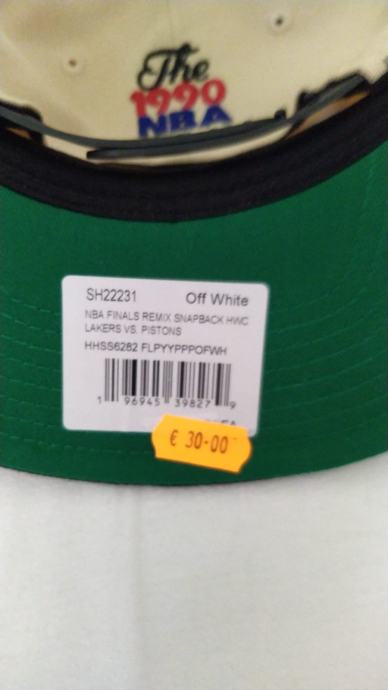 The
1990
NBA
SH22231 Off White
NBA FINALS REMIX SNAPBACK HWC
LAKERS VS. PISTONS
HHSS6282 FLPYYPPPOFWH
1 96945 39827 9
€ 30-00